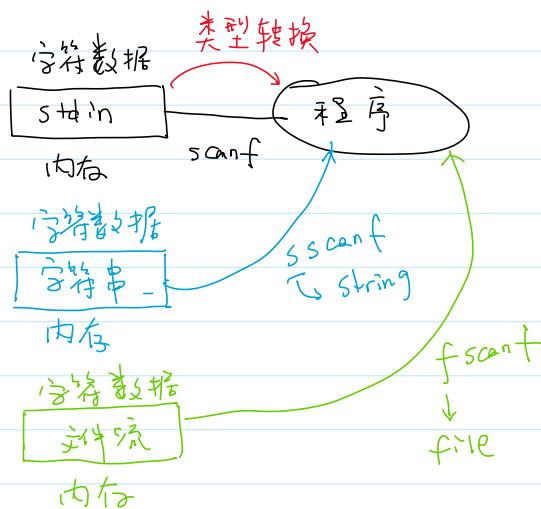 类型转换
字符数据
stdin
程序
scanf
内存
字符数据
字符串
sscanf
string
内存
字符数据
文件流
fscanf
file
内存